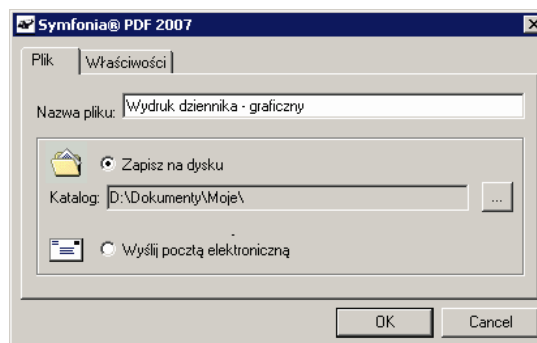 Symfonia® PDF 2007
Plik Właściwości
Nazwa pliku: Wydruk dziennika - graficzny
Zapisz na dysku
Katalog: D:\Dokumenty\Moje\ ...
Wyślij pocztą elektroniczną
OK Cancel